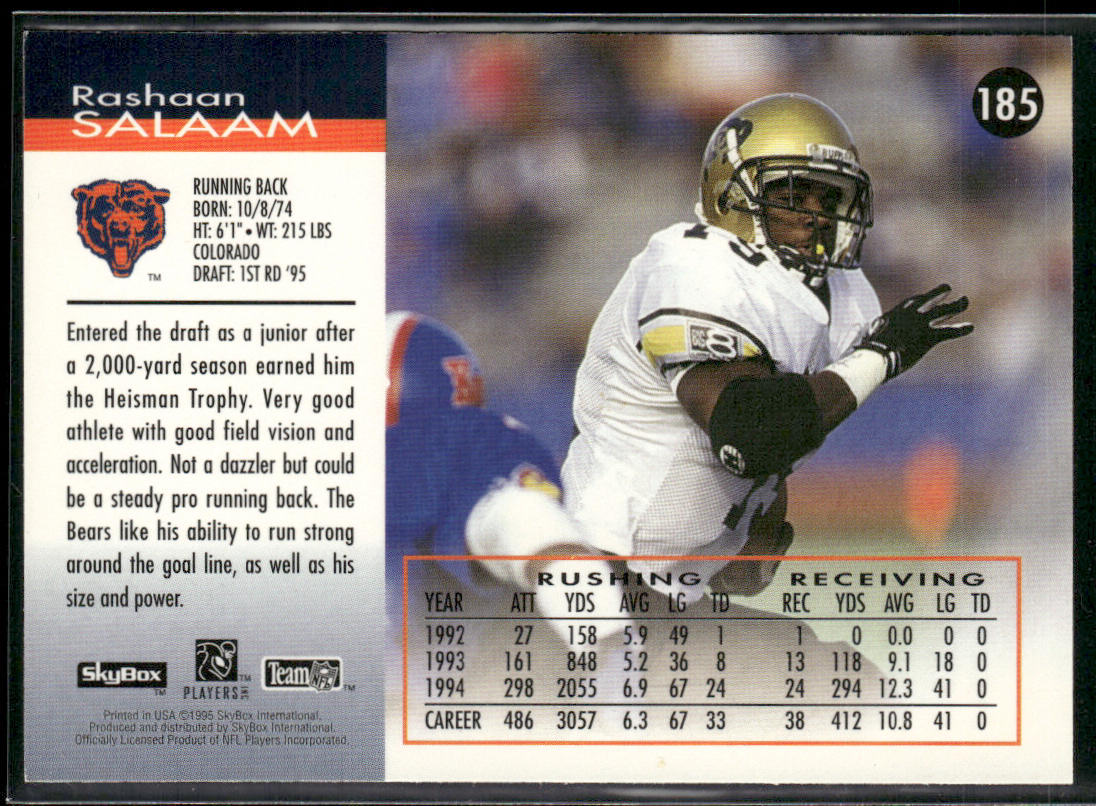 Rashaan
SALAAM
185
RUNNING BACK
BORN: 10/8/74
HT: 6'1" • WT: 215 LBS
COLORADO
DRAFT: 1ST RD '95
TM
Entered the draft as a junior after
a 2,000-yard season earned him
the Heisman Trophy. Very good
athlete with good field vision and
acceleration. Not a dazzler but could
be a steady pro running back. The
Bears like his ability to run strong
around the goal line, as well as his
size and power.
BIG 8
RUSHING RECEIVING
YEAR ATT YDS AVG LG TD REC YDS AVG LG TD
1992 27 158 5.9 49 1 1 0 0.0 0 0
1993 161 848 5.2 36 8 13 118 9.1 18 0
1994 298 2055 6.9 67 24 24 294 12.3 41 0
CAREER 486 3057 6.3 67 33 38 412 10.8 41 0
SkyBox TM
PLAYERS INC TM
Team NFL TM
Printed in USA ©1995 SkyBox International.
Produced and distributed by SkyBox International.
Officially Licensed Product of NFL Players Incorporated.